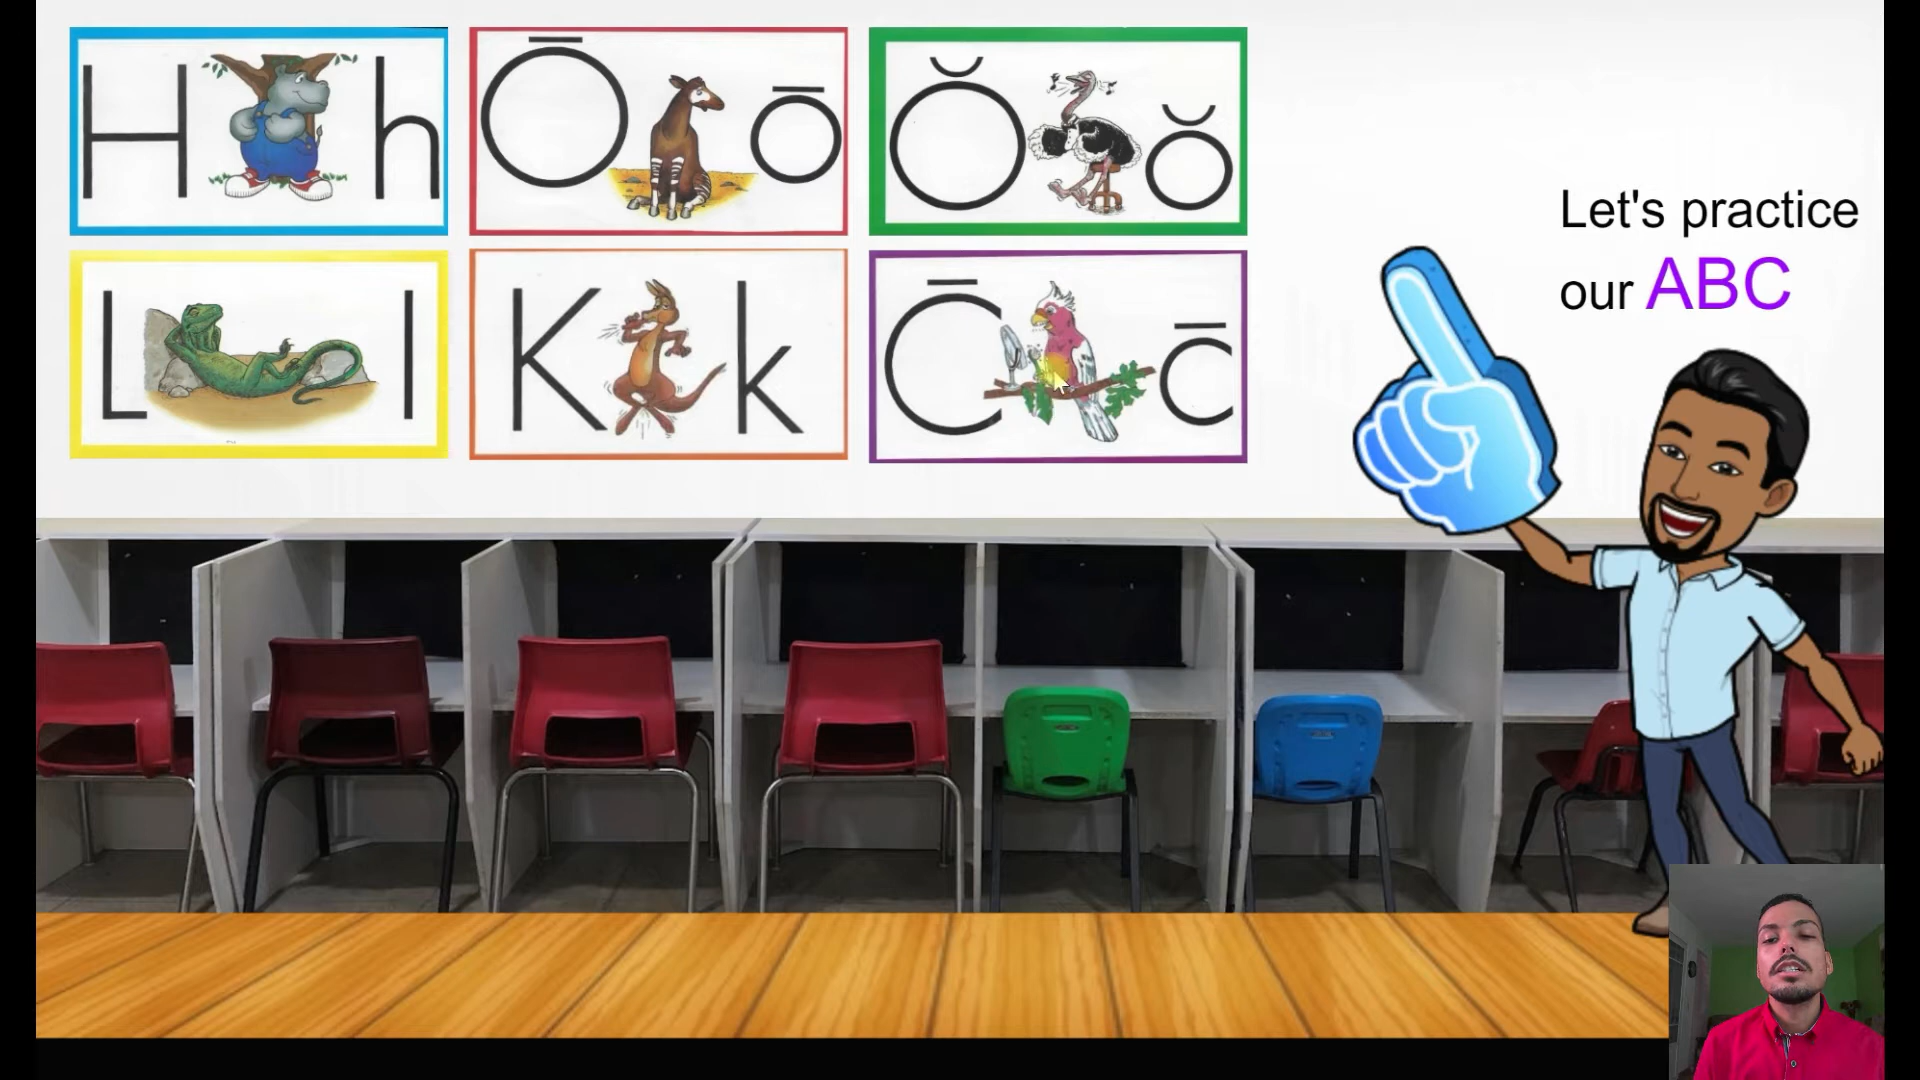 H h
Ō ō
Ŏ ŏ
L l
K k
C̄ c̄
Let's practice
our ABC